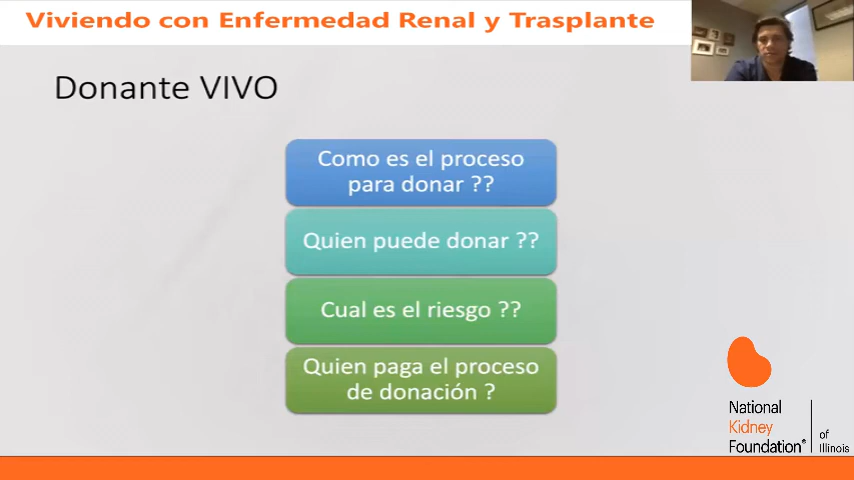 Viviendo con Enfermedad Renal y Trasplante
Donante VIVO
Como es el proceso
para donar ??
Quien puede donar ??
Cual es el riesgo ??
Quien paga el proceso
de donación ?
National
Kidney
Foundation®
of
Illinois